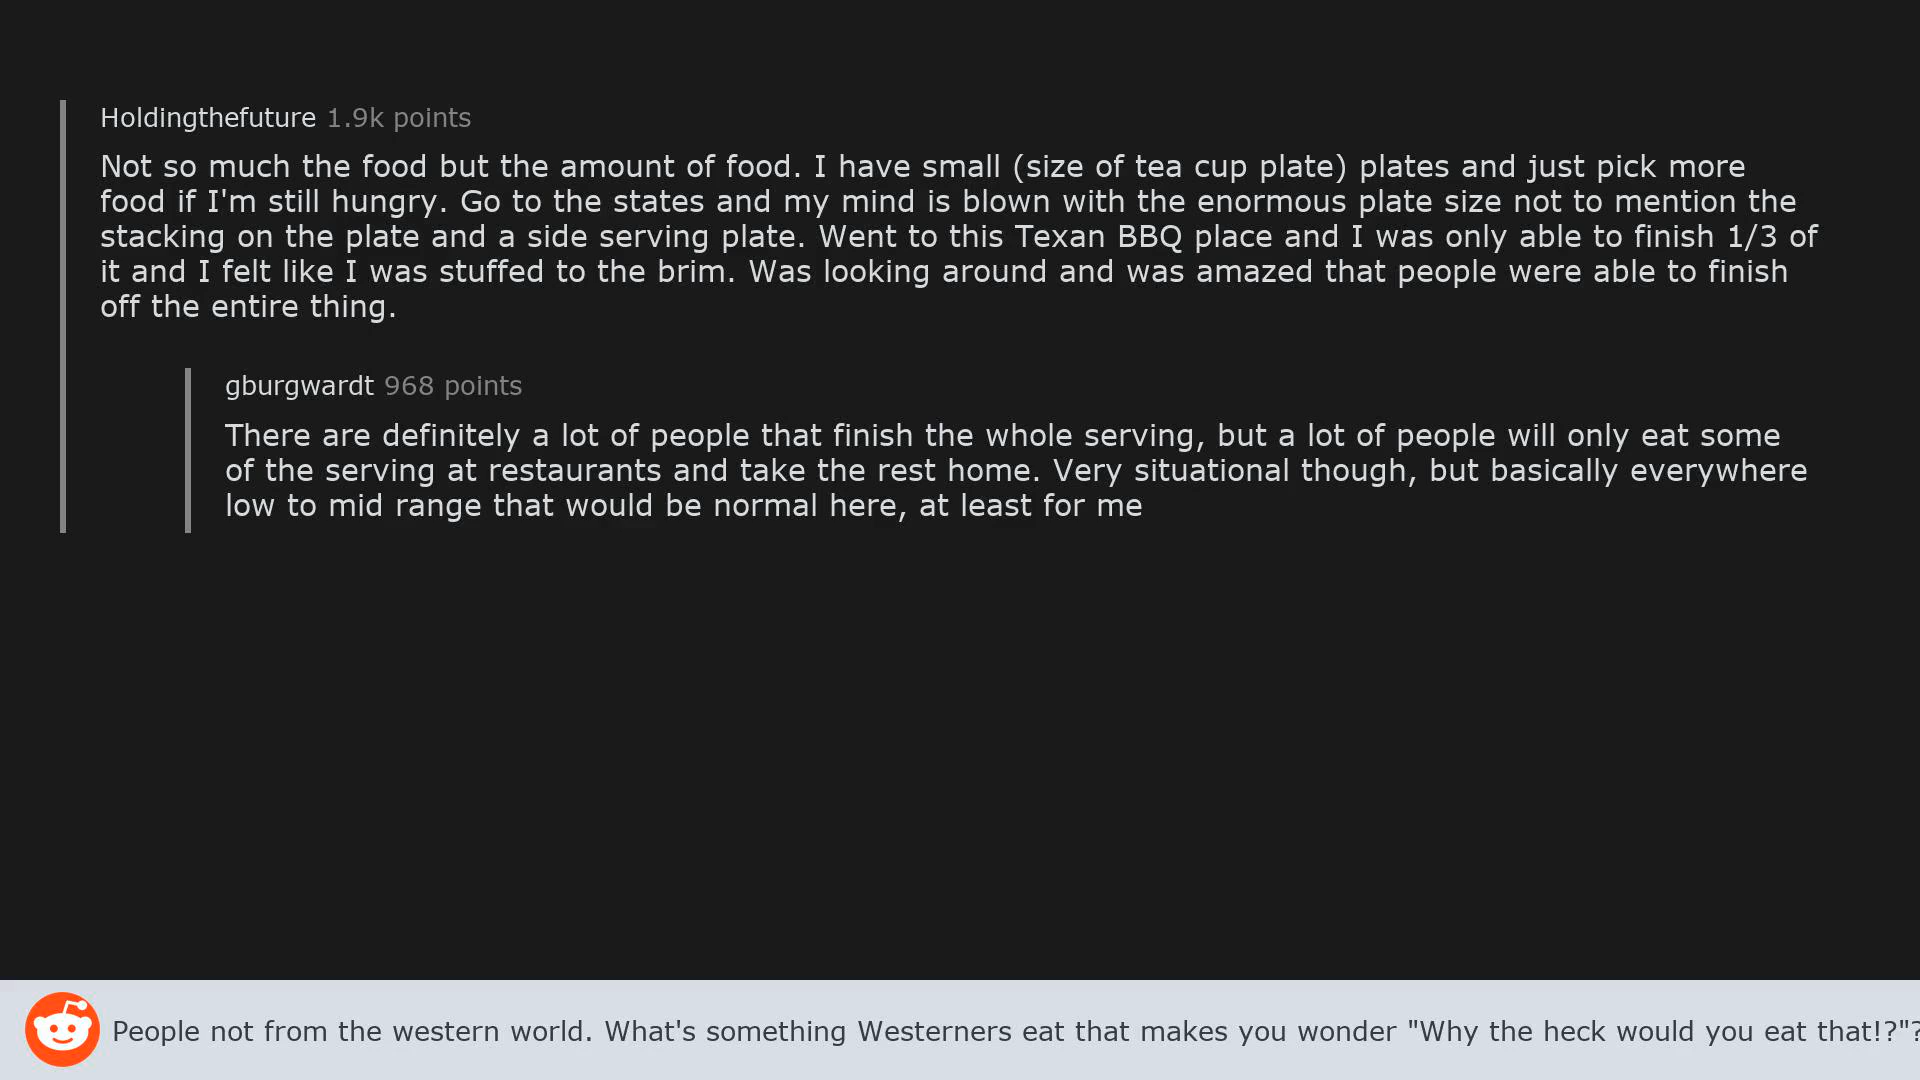 Holdingthefuture 1.9k points
Not so much the food but the amount of food. I have small (size of tea cup plate) plates and just pick more
food if I'm still hungry. Go to the states and my mind is blown with the enormous plate size not to mention the
stacking on the plate and a side serving plate. Went to this Texan BBQ place and I was only able to finish 1/3 of
it and I felt like I was stuffed to the brim. Was looking around and was amazed that people were able to finish
off the entire thing.
gburgwardt 968 points
There are definitely a lot of people that finish the whole serving, but a lot of people will only eat some
of the serving at restaurants and take the rest home. Very situational though, but basically everywhere
low to mid range that would be normal here, at least for me
People not from the western world. What's something Westerners eat that makes you wonder "Why the heck would you eat that!?"?